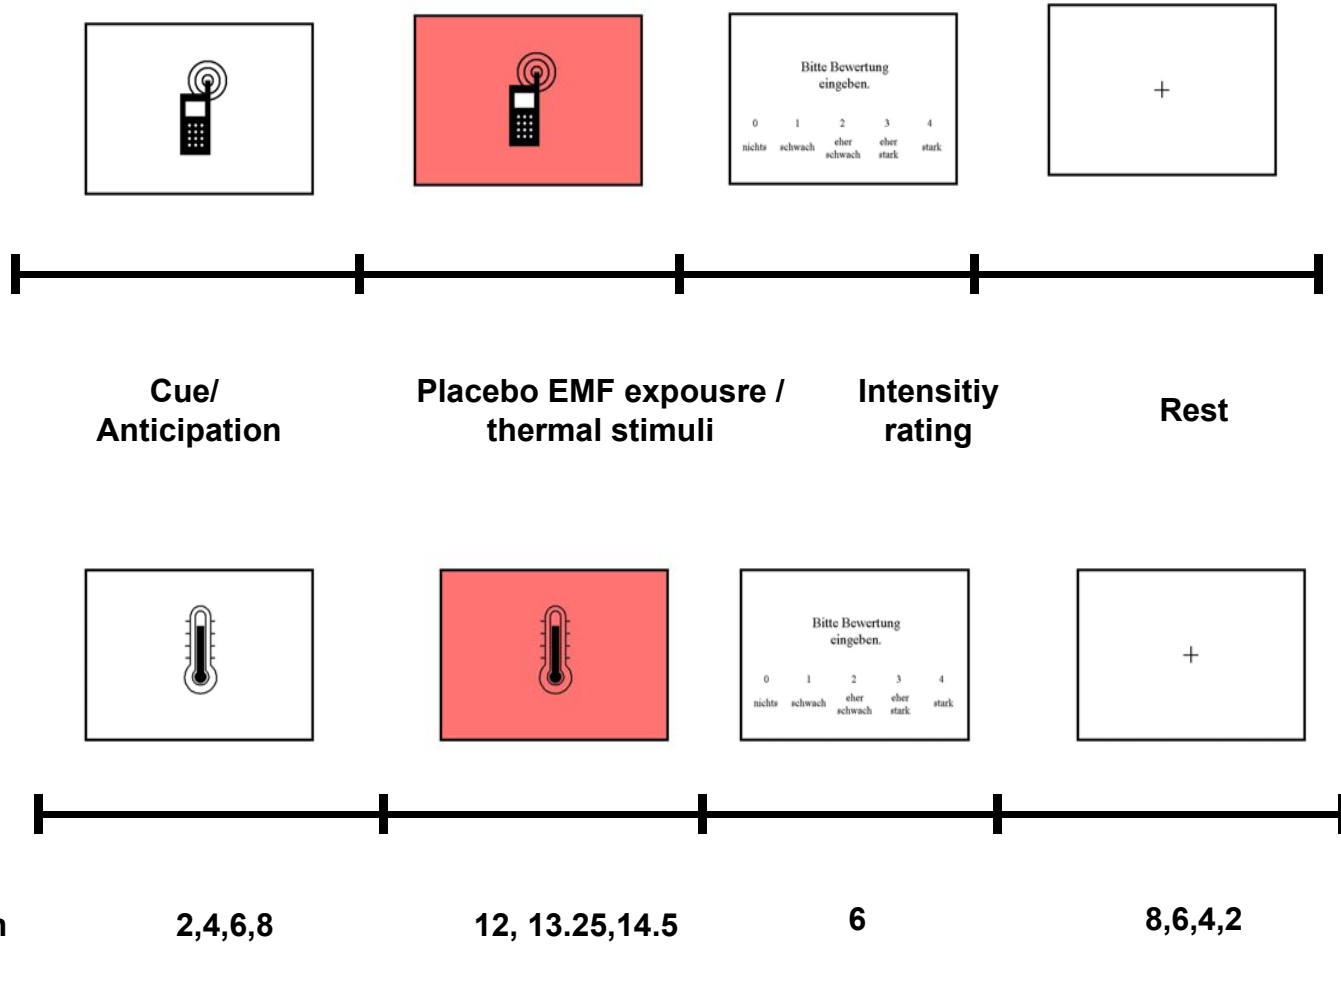 Bitte Bewertung
eingeben.
0 1 2 3 4
nichts schwach eher schwach eher stark stark
+
Cue/
Anticipation
Placebo EMF expousre /
thermal stimuli
Intensitiy
rating
Rest
Bitte Bewertung
eingeben.
0 1 2 3 4
nichts schwach eher schwach eher stark stark
+
n 2,4,6,8 12, 13.25,14.5 6 8,6,4,2